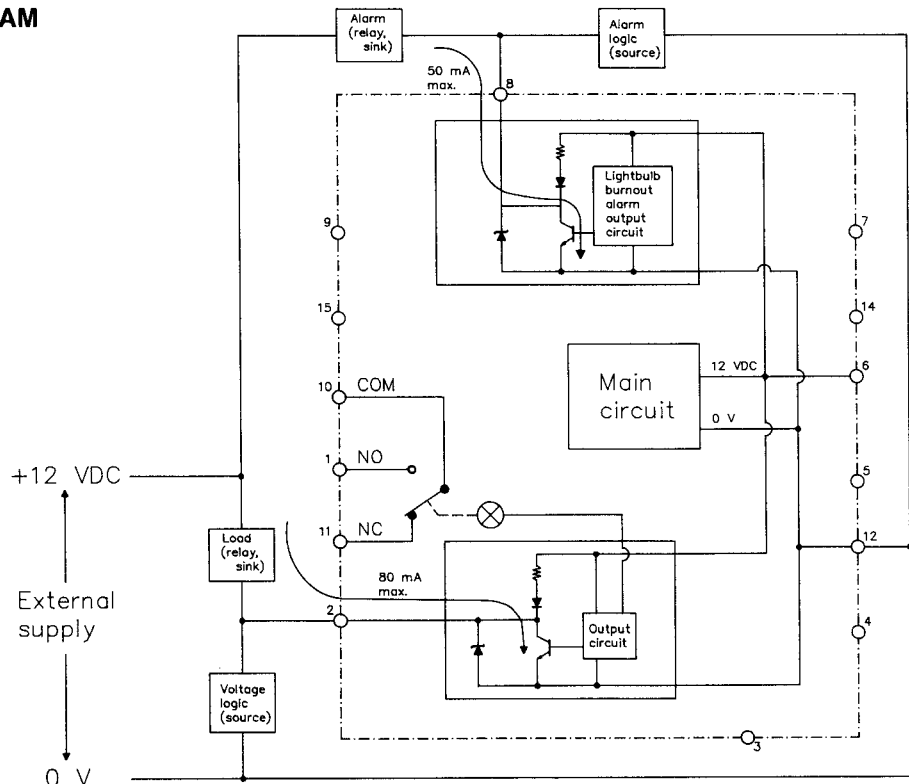 AM
Alarm
(relay,
sink)
Alarm
logic
(source)
50 mA
max.
8
Lightbulb
burnout
alarm
output
circuit
9
7
15
14
Main
circuit
12 VDC
0 V
6
10
COM
1
NO
11
NC
5
12
+12 VDC
External
supply
0 V
Load
(relay,
sink)
80 mA
max.
2
Output
circuit
4
Voltage
logic
(source)
3